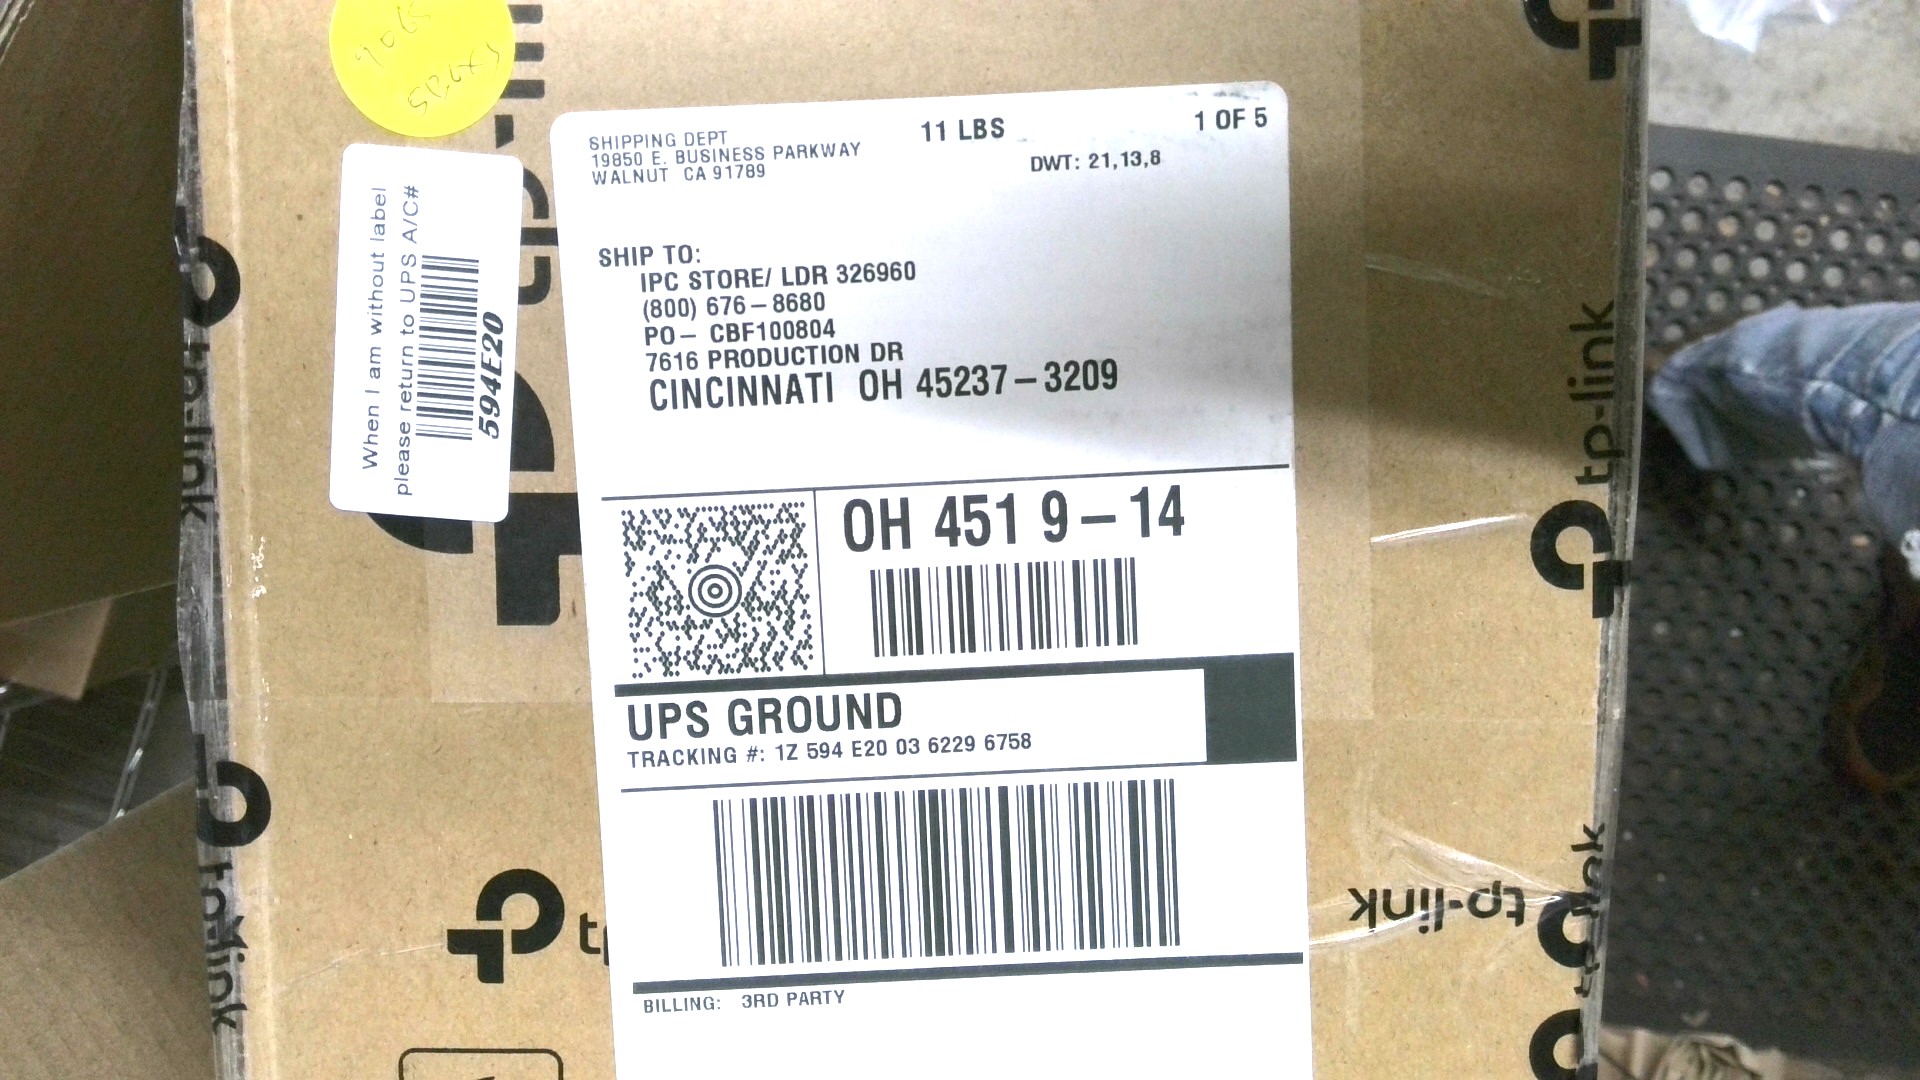 SHIPPING DEPT
19850 E. BUSINESS PARKWAY
WALNUT CA 91789
11 LBS
1 OF 5
DWT: 21,13,8
SHIP TO:
IPC STORE/ LDR 326960
(800) 676-8680
PO- CBF100804
7616 PRODUCTION DR
CINCINNATI OH 45237-3209
OH 451 9-14
UPS GROUND
TRACKING #: 1Z 594 E20 03 6229 6758
BILLING: 3RD PARTY
When I am without label
please return to UPS A/C#
594E20
tp-link
tp-link
tp-link
tp-link